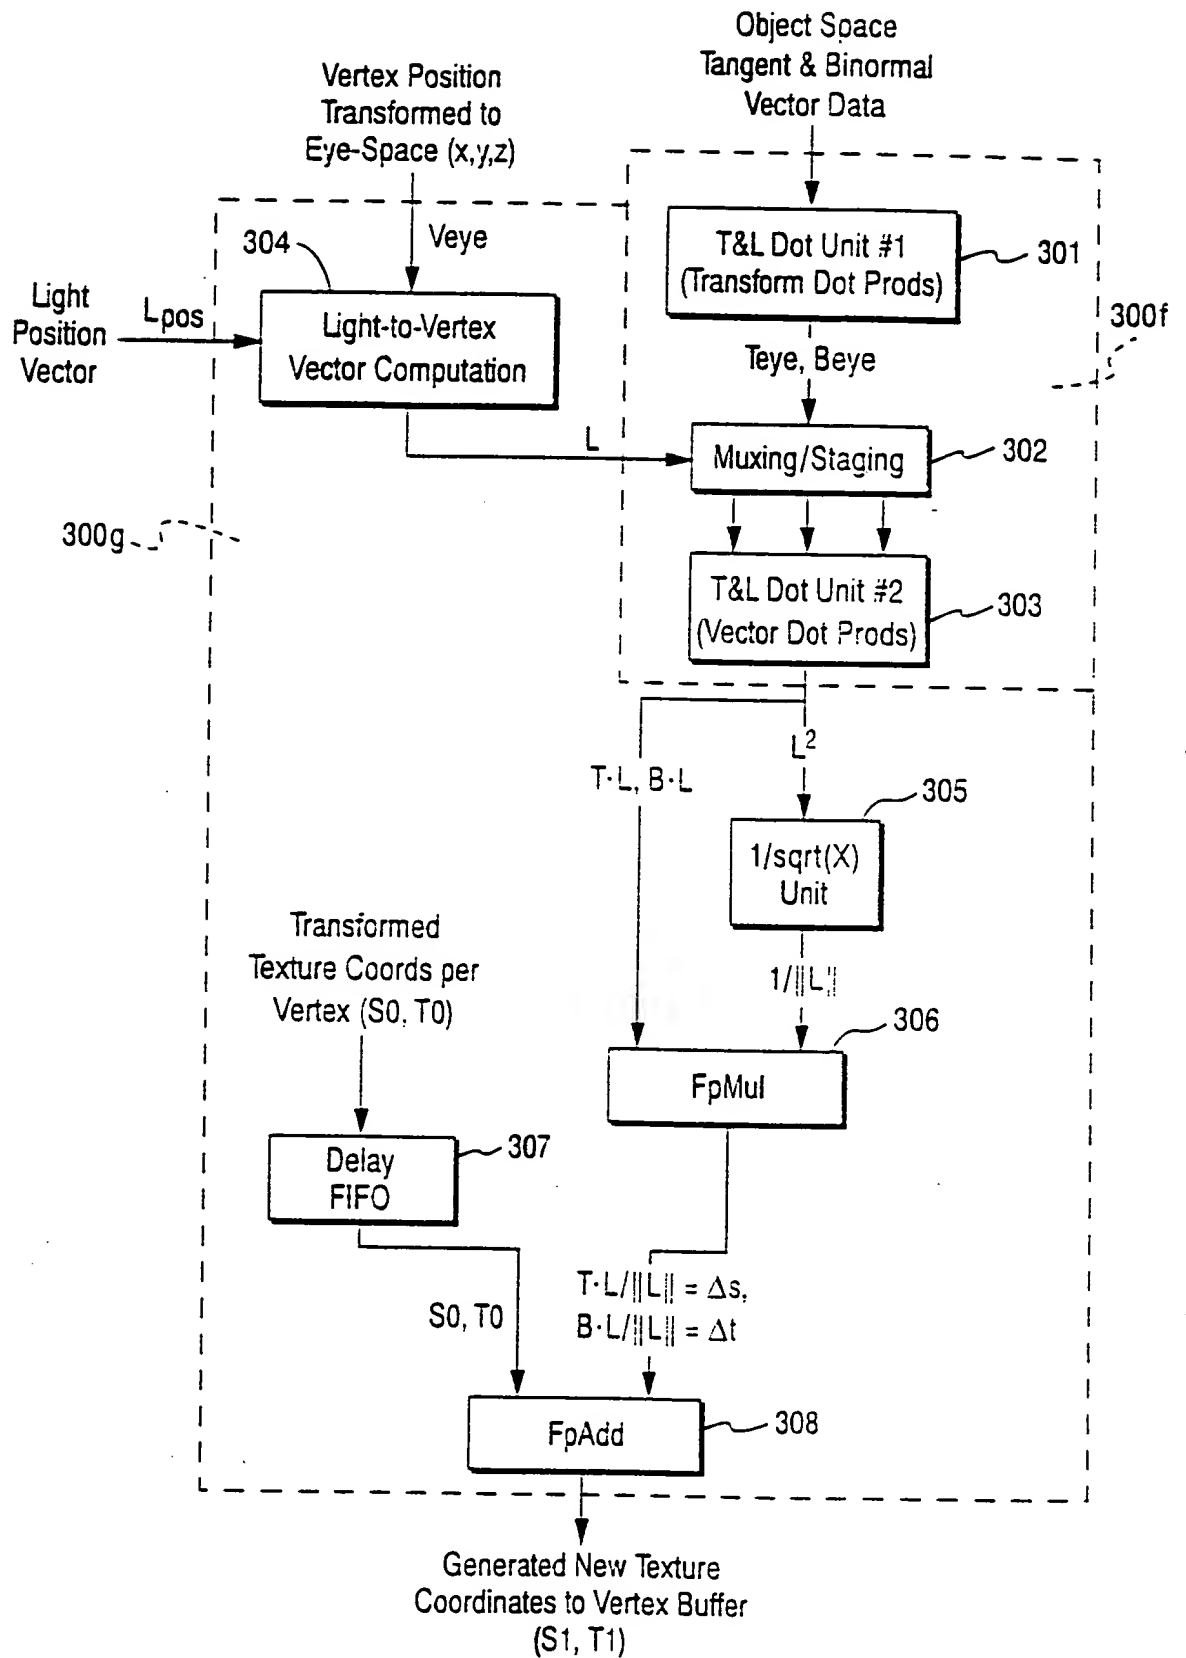 Object Space
Tangent & Binormal
Vector Data
Vertex Position
Transformed to
Eye-Space (x,y,z)
304
Veye
T&L Dot Unit #1
(Transform Dot Prods)
301
Light
Position
Vector
Lpos
Light-to-Vertex
Vector Computation
300f
Teye, Beye
L
Muxing/Staging
302
300g
T&L Dot Unit #2
(Vector Dot Prods)
303
L²
T·L, B·L
305
1/sqrt(X)
Unit
Transformed
Texture Coords per
Vertex (S0, T0)
1/||L||
306
FpMul
Delay
FIFO
307
T·L/||L|| = Δs,
B·L/||L|| = Δt
S0, T0
FpAdd
308
Generated New Texture
Coordinates to Vertex Buffer
(S1, T1)